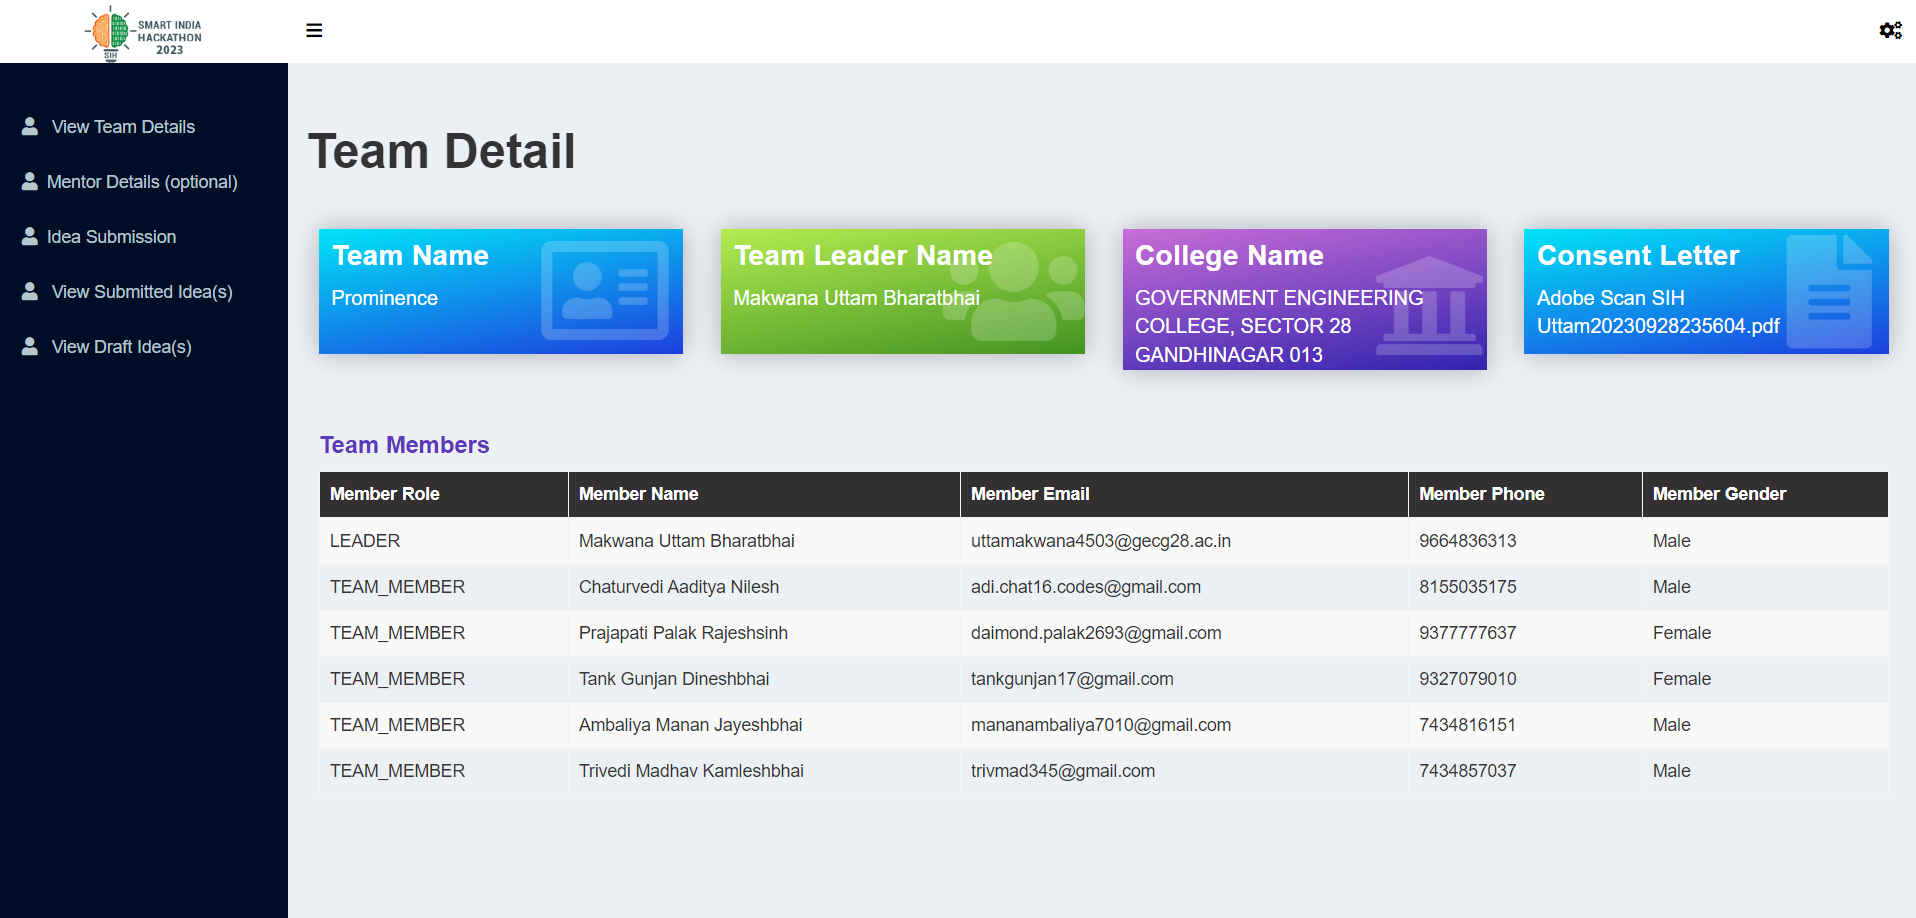 SMART INDIA
HACKATHON
2023
SIH
View Team Details
Mentor Details (optional)
Idea Submission
View Submitted Idea(s)
View Draft Idea(s)
Team Detail
Team Name
Prominence
Team Leader Name
Makwana Uttam Bharatbhai
College Name
GOVERNMENT ENGINEERING
COLLEGE, SECTOR 28
GANDHINAGAR 013
Consent Letter
Adobe Scan SIH
Uttam20230928235604.pdf
Team Members
Member Role Member Name Member Email Member Phone Member Gender
LEADER Makwana Uttam Bharatbhai uttamakwana4503@gecg28.ac.in 9664836313 Male
TEAM_MEMBER Chaturvedi Aaditya Nilesh adi.chat16.codes@gmail.com 8155035175 Male
TEAM_MEMBER Prajapati Palak Rajeshsinh daimond.palak2693@gmail.com 9377777637 Female
TEAM_MEMBER Tank Gunjan Dineshbhai tankgunjan17@gmail.com 9327079010 Female
TEAM_MEMBER Ambaliya Manan Jayeshbhai mananambaliya7010@gmail.com 7434816151 Male
TEAM_MEMBER Trivedi Madhav Kamleshbhai trivmad345@gmail.com 7434857037 Male